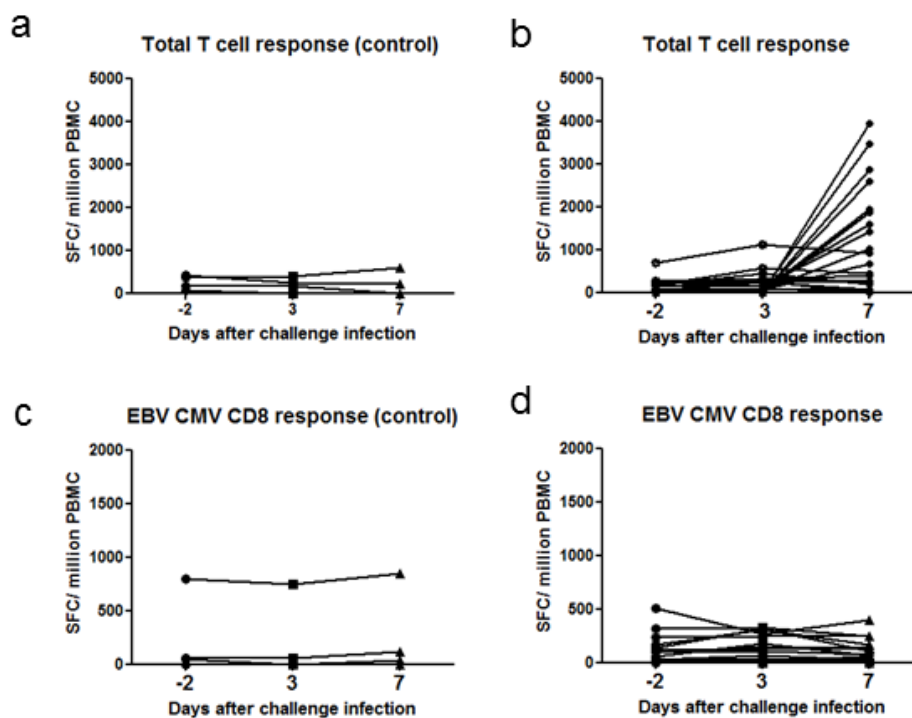 a
Total T cell response (control)
5000
4000
3000
2000
1000
0
SFC/ million PBMC
-2 3 7
Days after challenge infection
b
Total T cell response
5000
4000
3000
2000
1000
0
SFC/ million PBMC
-2 3 7
Days after challenge infection
c
EBV CMV CD8 response (control)
2000
1500
1000
500
0
SFC/ million PBMC
-2 3 7
Days after challenge infection
d
EBV CMV CD8 response
2000
1500
1000
500
0
SFC/ million PBMC
-2 3 7
Days after challenge infection